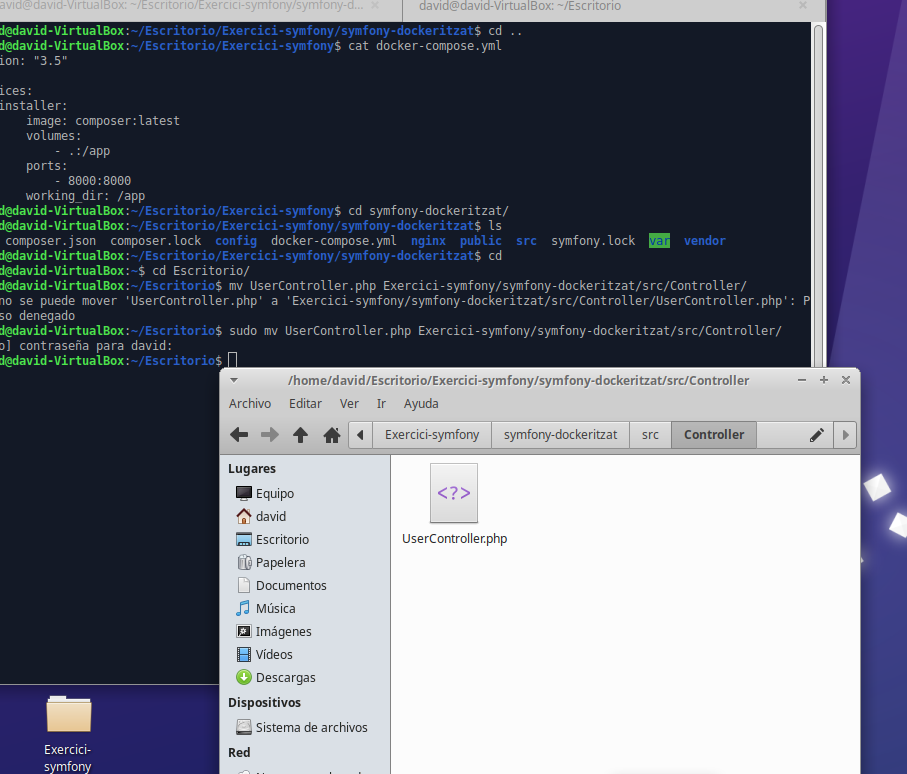 avid@david-VirtualBox: ~/Escritorio/Exercici-symfony/symfony-d...
david@david-VirtualBox: ~/Escritorio
d@david-VirtualBox:~/Escritorio/Exercici-symfony/symfony-dockeritzat$ cd ..
d@david-VirtualBox:~/Escritorio/Exercici-symfony$ cat docker-compose.yml
ion: "3.5"
ices:
installer:
image: composer:latest
volumes:
- .:/app
ports:
- 8000:8000
working_dir: /app
d@david-VirtualBox:~/Escritorio/Exercici-symfony$ cd symfony-dockeritzat/
d@david-VirtualBox:~/Escritorio/Exercici-symfony/symfony-dockeritzat$ ls
composer.json composer.lock config docker-compose.yml nginx public src symfony.lock var vendor
d@david-VirtualBox:~/Escritorio/Exercici-symfony/symfony-dockeritzat$ cd
d@david-VirtualBox:~$ cd Escritorio/
d@david-VirtualBox:~/Escritorio$ mv UserController.php Exercici-symfony/symfony-dockeritzat/src/Controller/
no se puede mover 'UserController.php' a 'Exercici-symfony/symfony-dockeritzat/src/Controller/UserController.php': P
so denegado
d@david-VirtualBox:~/Escritorio$ sudo mv UserController.php Exercici-symfony/symfony-dockeritzat/src/Controller/
o] contraseña para david:
d@david-VirtualBox:~/Escritorio$
/home/david/Escritorio/Exercici-symfony/symfony-dockeritzat/src/Controller
Archivo Editar Ver Ir Ayuda
Exercici-symfony symfony-dockeritzat src Controller
Lugares
Equipo
david
Escritorio
Papelera
Documentos
Música
Imágenes
Vídeos
Descargas
Dispositivos
Sistema de archivos
Red
<?>
UserController.php
Exercici-
symfony